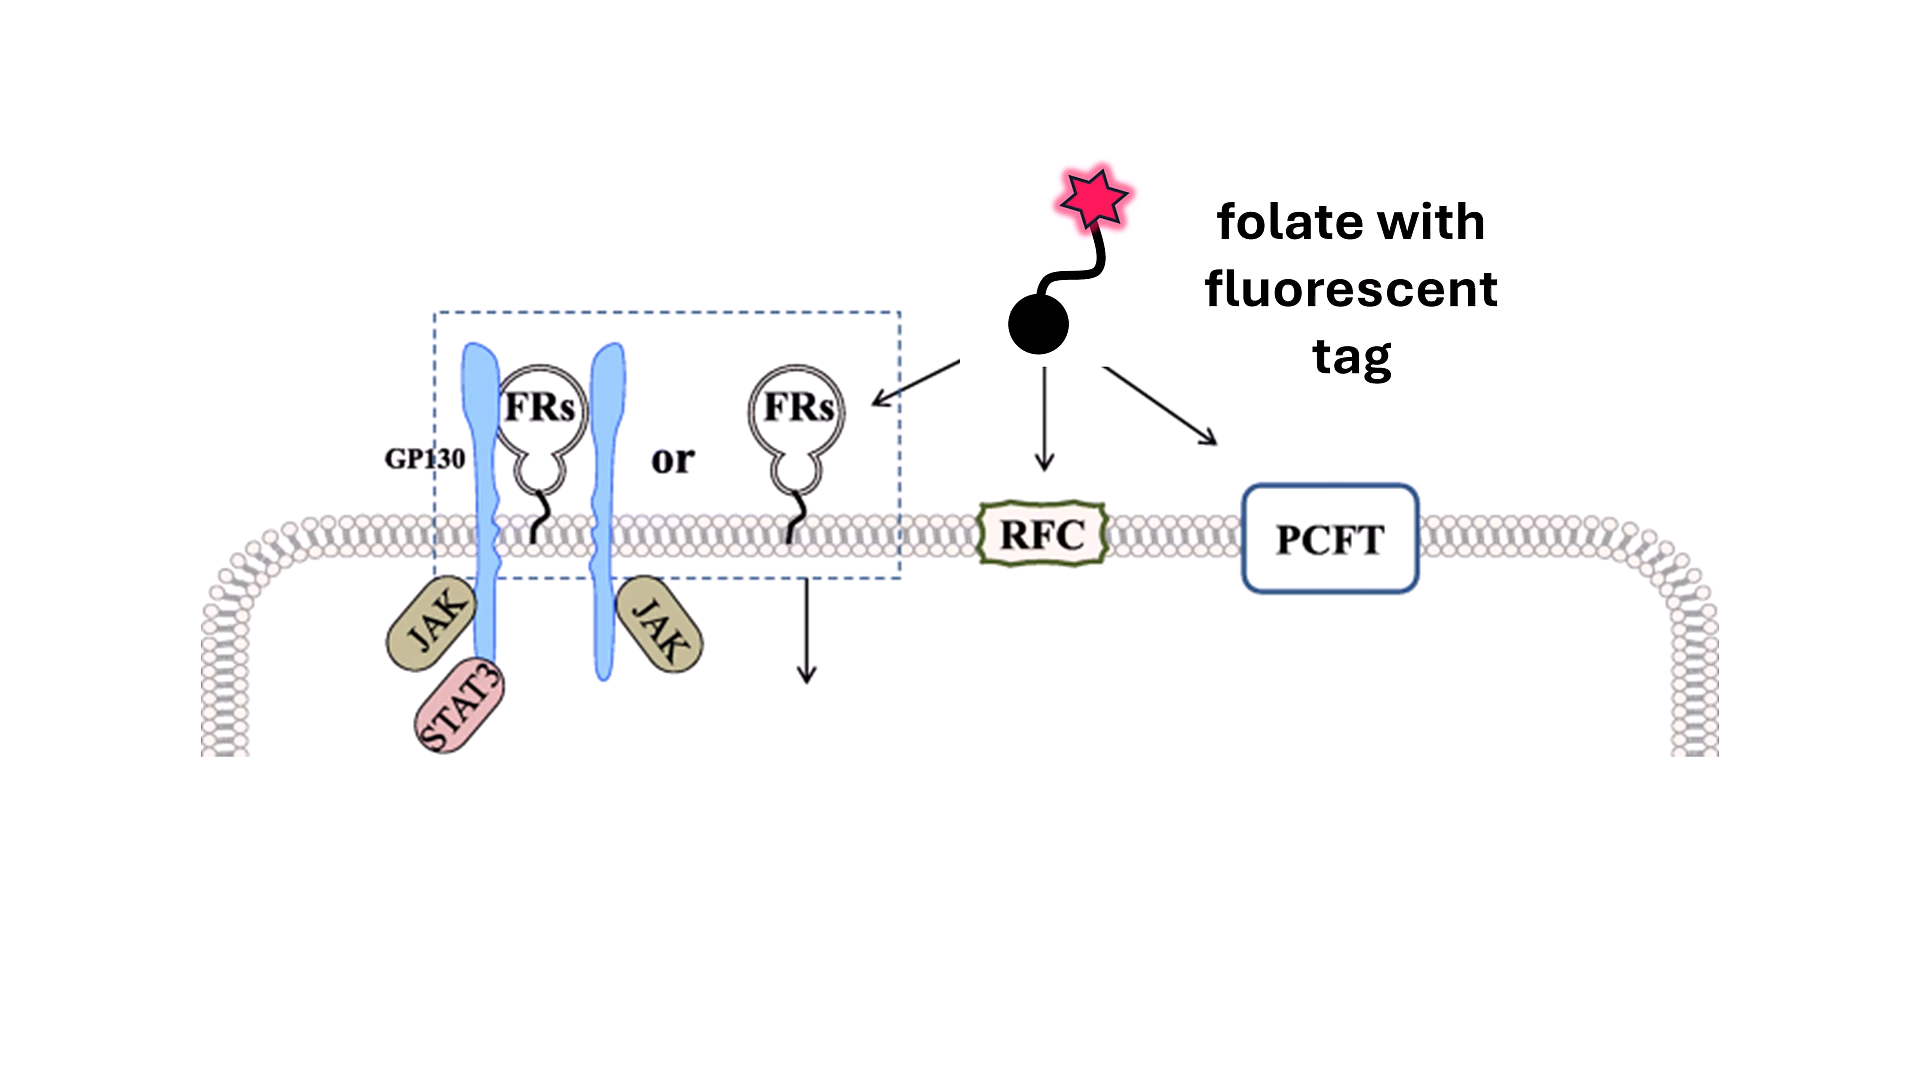 folate with
fluorescent
tag
FRs
FRs
GP130
or
RFC
PCFT
JAK
JAK
STAT3